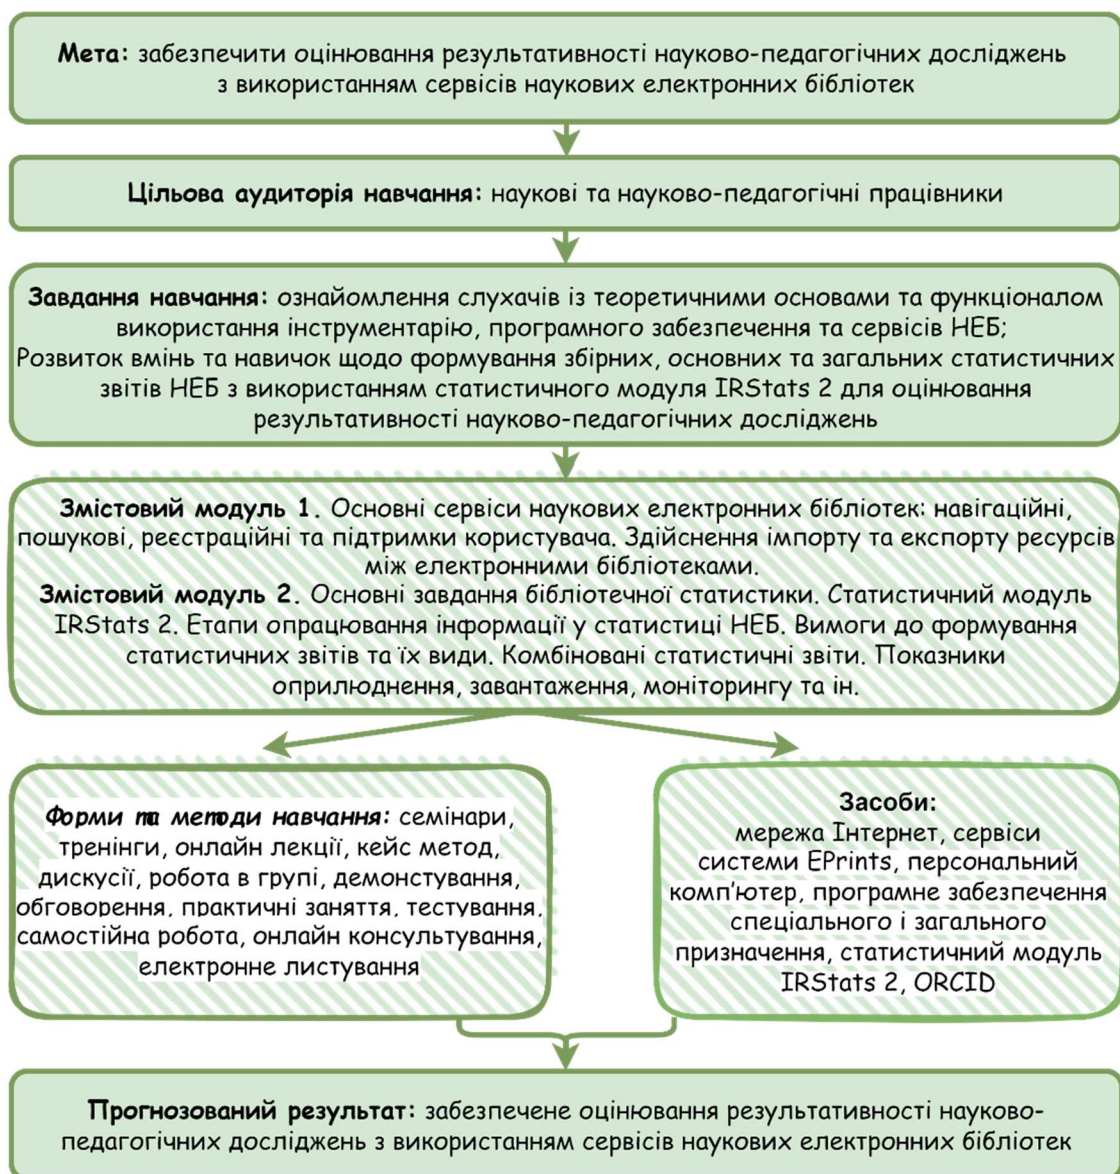 Мета: забезпечити оцінювання результативності науково-педагогічних досліджень
з використанням сервісів наукових електронних бібліотек
Цільова аудиторія навчання: наукові та науково-педагогічні працівники
Завдання навчання: ознайомлення слухачів із теоретичними основами та функціоналом
використання інструментарію, програмного забезпечення та сервісів НЕБ;
Розвиток вмінь та навичок щодо формування збірних, основних та загальних статистичних
звітів НЕБ з використанням статистичного модуля IRStats 2 для оцінювання
результативності науково-педагогічних досліджень
Змістовий модуль 1. Основні сервіси наукових електронних бібліотек: навігаційні,
пошукові, реєстраційні та підтримки користувача. Здійснення імпорту та експорту ресурсів
між електронними бібліотеками.
Змістовий модуль 2. Основні завдання бібліотечної статистики. Статистичний модуль
IRStats 2. Етапи опрацювання інформації у статистиці НЕБ. Вимоги до формування
статистичних звітів та їх види. Комбіновані статистичні звіти. Показники
оприлюднення, завантаження, моніторингу та ін.
Форми та методи навчання: семінари,
тренінги, онлайн лекції, кейс метод,
дискусії, робота в групі, демонстування,
обговорення, практичні заняття, тестування,
самостійна робота, онлайн консультування,
електронне листування
Засоби:
мережа Інтернет, сервіси
системи EPrints, персональний
комп’ютер, програмне забезпечення
спеціального і загального
призначення, статистичний модуль
IRStats 2, ORCID
Прогнозований результат: забезпечене оцінювання результативності науково-
педагогічних досліджень з використанням сервісів наукових електронних бібліотек